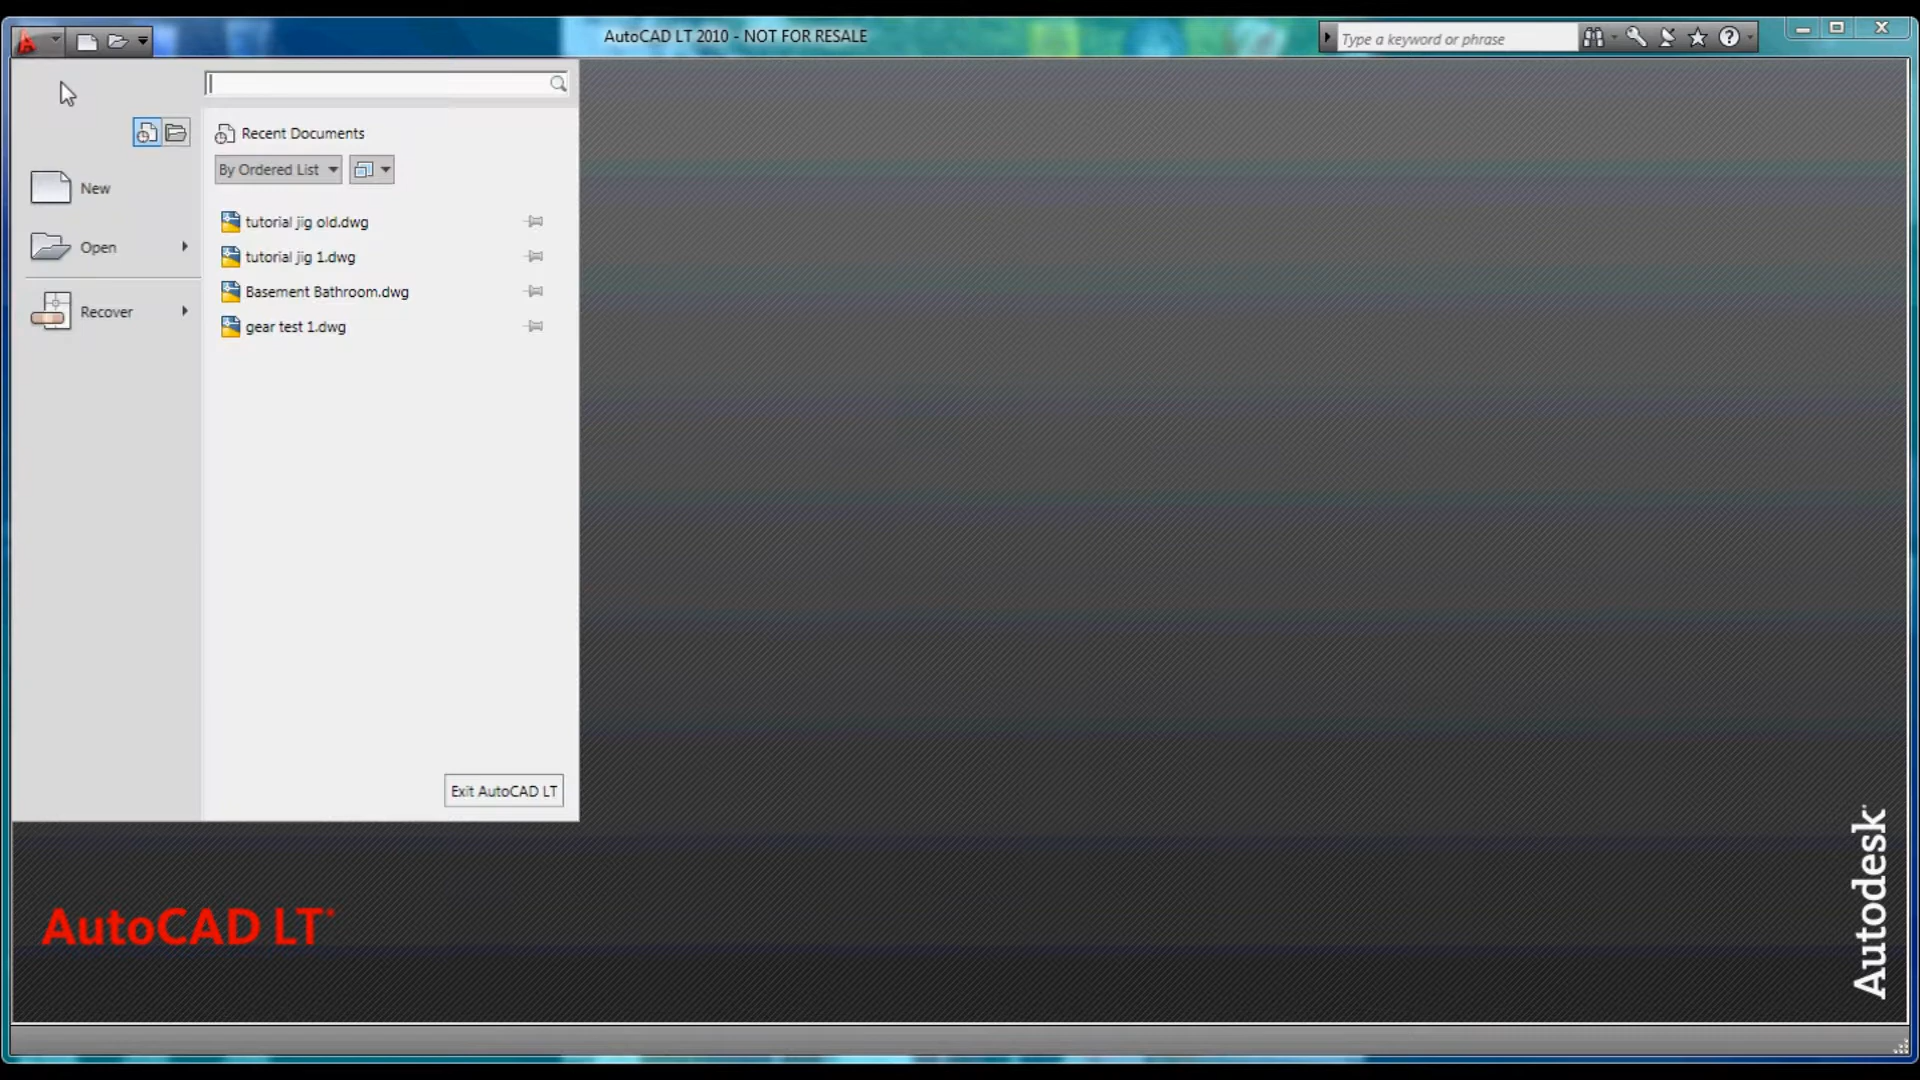 AutoCAD LT 2010 - NOT FOR RESALE
Type a keyword or phrase
Recent Documents
By Ordered List
New
Open
Recover
tutorial jig old.dwg
tutorial jig 1.dwg
Basement Bathroom.dwg
gear test 1.dwg
Exit AutoCAD LT
AutoCAD LT
Autodesk